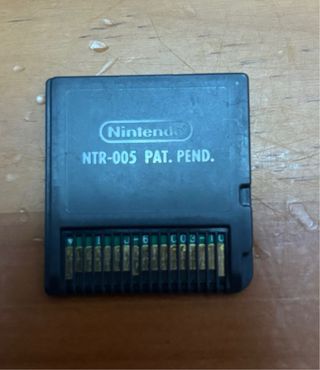 Nintendo
NTR-005 PAT. PEND.